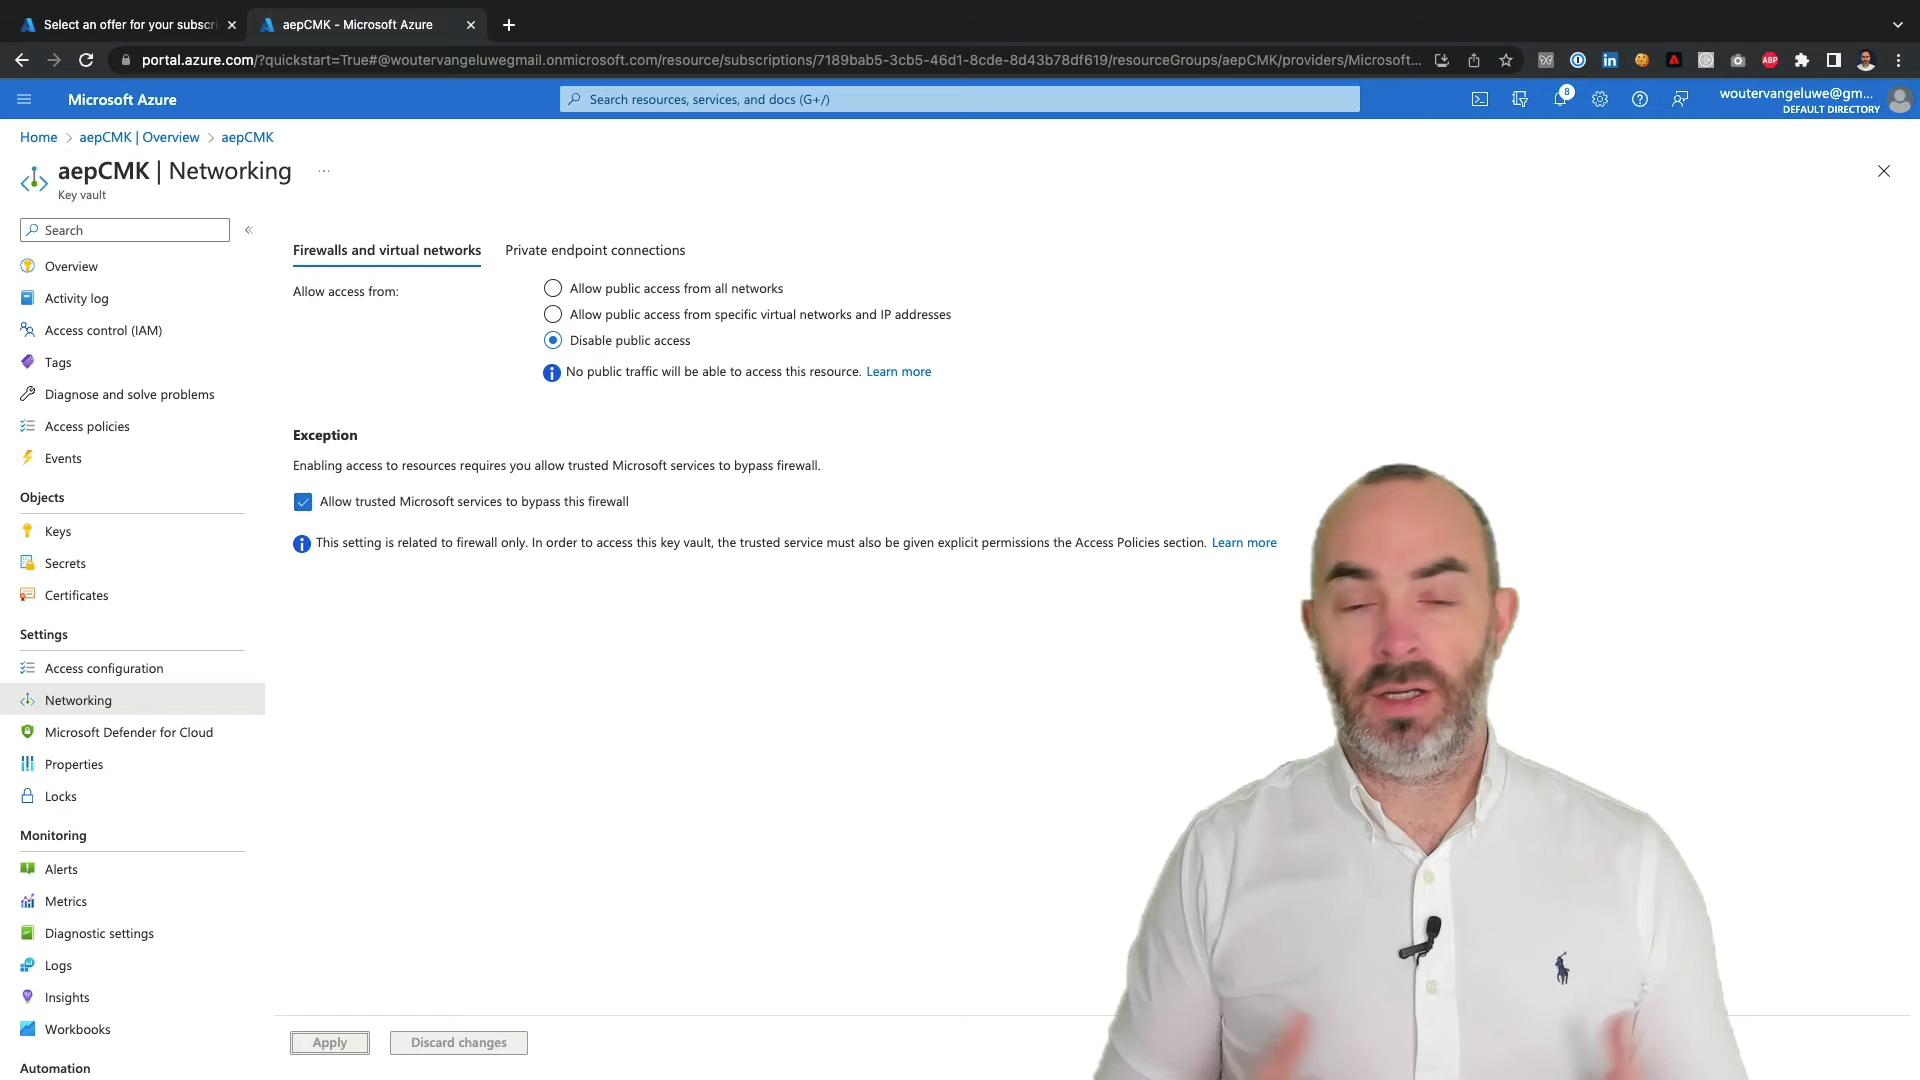 Select an offer for your subscri
aepCMK - Microsoft Azure
portal.azure.com/?quickstart=True#@woutervangeluwegmail.onmicrosoft.com/resource/subscriptions/7189bab5-3cb5-46d1-8cde-8d43b78df619/resourceGroups/aepCMK/providers/Microsoft...
ABP
Microsoft Azure
Search resources, services, and docs (G+/)
8
woutervangeluwe@gm...
DEFAULT DIRECTORY
Home > aepCMK | Overview > aepCMK
aepCMK | Networking ...
Key vault
Search
Overview
Activity log
Access control (IAM)
Tags
Diagnose and solve problems
Access policies
Events
Objects
Keys
Secrets
Certificates
Settings
Access configuration
Networking
Microsoft Defender for Cloud
Properties
Locks
Monitoring
Alerts
Metrics
Diagnostic settings
Logs
Insights
Workbooks
Automation
Firewalls and virtual networks
Private endpoint connections
Allow access from:
Allow public access from all networks
Allow public access from specific virtual networks and IP addresses
Disable public access
No public traffic will be able to access this resource. Learn more
Exception
Enabling access to resources requires you allow trusted Microsoft services to bypass firewall.
Allow trusted Microsoft services to bypass this firewall
This setting is related to firewall only. In order to access this key vault, the trusted service must also be given explicit permissions the Access Policies section. Learn more
Apply
Discard changes